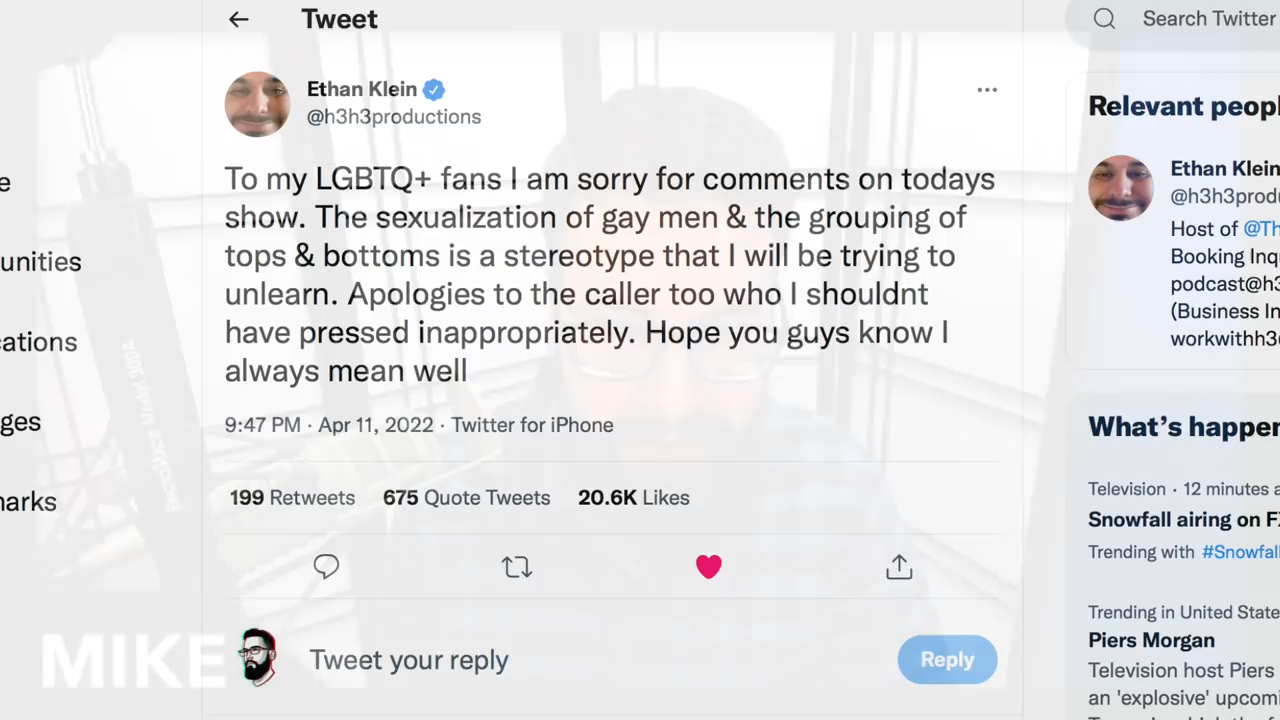 Tweet
Search Twitter
Ethan Klein
@h3h3productions
To my LGBTQ+ fans I am sorry for comments on todays
show. The sexualization of gay men & the grouping of
tops & bottoms is a stereotype that I will be trying to
unlearn. Apologies to the caller too who I shouldnt
have pressed inappropriately. Hope you guys know I
always mean well
9:47 PM · Apr 11, 2022 · Twitter for iPhone
199 Retweets 675 Quote Tweets 20.6K Likes
Tweet your reply
Reply
e
unities
cations
ges
narks
MIKE
Relevant peopl
Ethan Klein
@h3h3produ
Host of @Th
Booking Inqu
podcast@h3
(Business In
workwithh3
What's happen
Television · 12 minutes a
Snowfall airing on F
Trending with #Snowfall
Trending in United State
Piers Morgan
Television host Piers
an 'explosive' upcomi